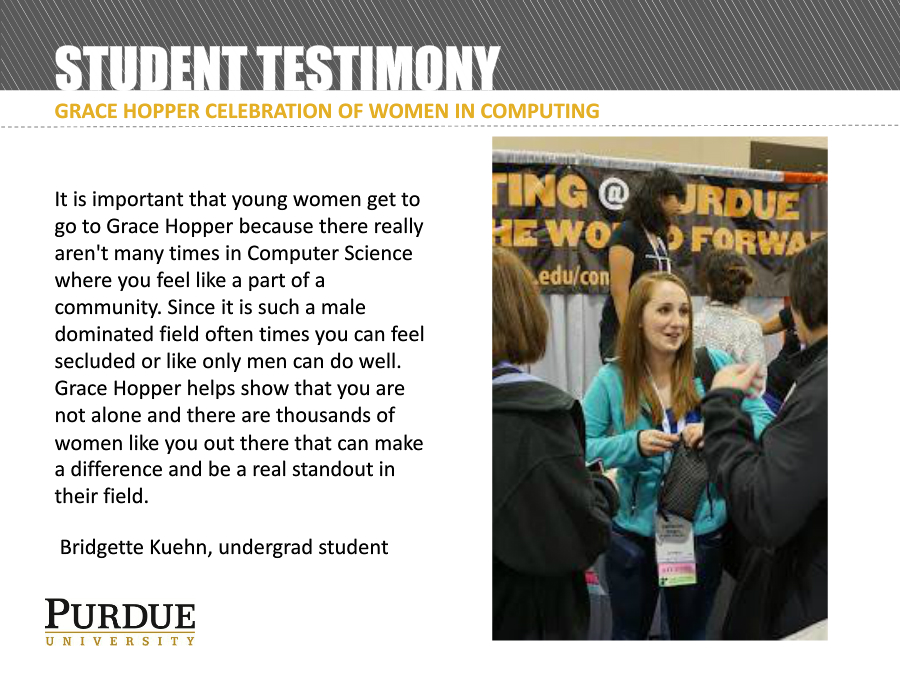 STUDENT TESTIMONY
GRACE HOPPER CELEBRATION OF WOMEN IN COMPUTING
It is important that young women get to
go to Grace Hopper because there really
aren't many times in Computer Science
where you feel like a part of a
community. Since it is such a male
dominated field often times you can feel
secluded or like only men can do well.
Grace Hopper helps show that you are
not alone and there are thousands of
women like you out there that can make
a difference and be a real standout in
their field.
Bridgette Kuehn, undergrad student
PURDUE
UNIVERSITY
TING @ PURDUE
HE WO D FORWA
.edu/con